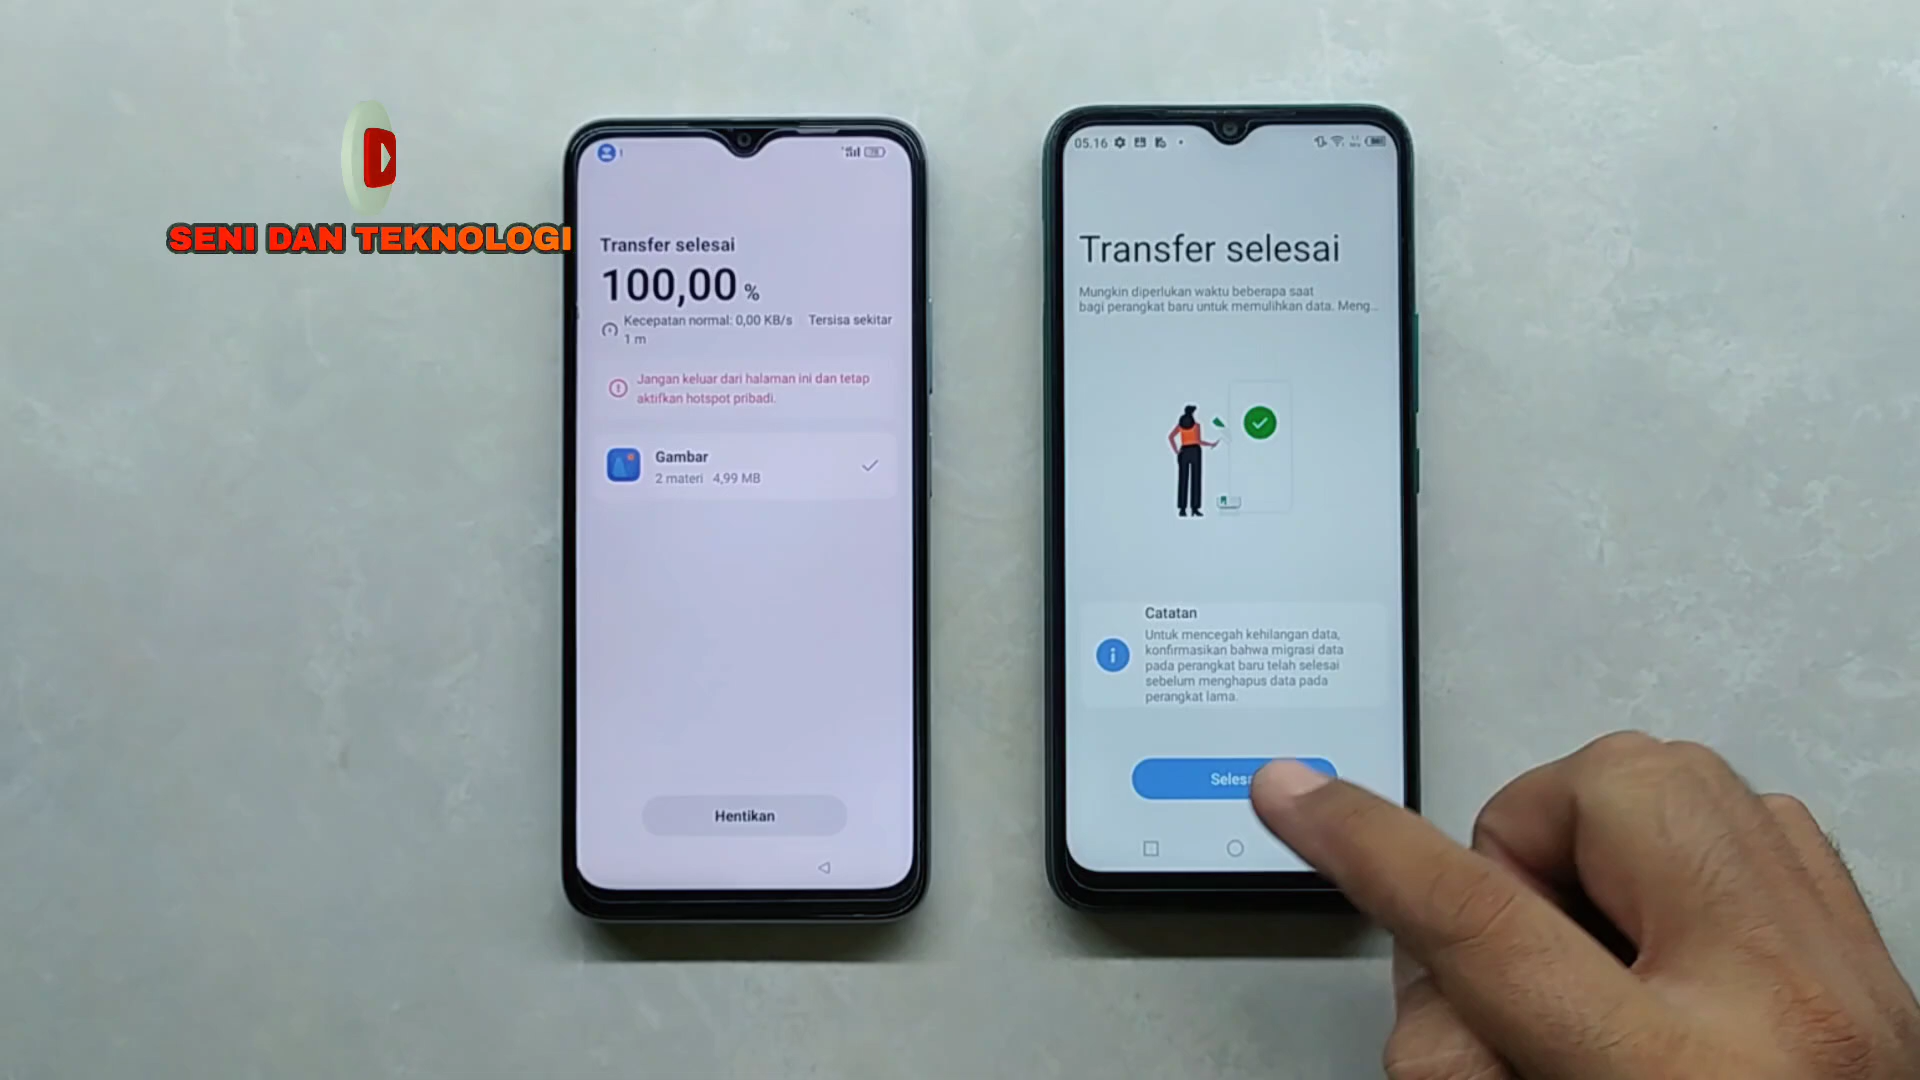 SENI DAN TEKNOLOGI
Transfer selesai
100,00 %
Kecepatan normal: 0,00 KB/s Tersisa sekitar
1 m
Jangan keluar dari halaman ini dan tetap
aktifkan hotspot pribadi.
Gambar
2 materi 4,99 MB
Hentikan
05.16
Transfer selesai
Mungkin diperlukan waktu beberapa saat
bagi perangkat baru untuk memulihkan data. Meng...
Catatan
Untuk mencegah kehilangan data,
konfirmasikan bahwa migrasi data
pada perangkat baru telah selesai
sebelum menghapus data pada
perangkat lama.